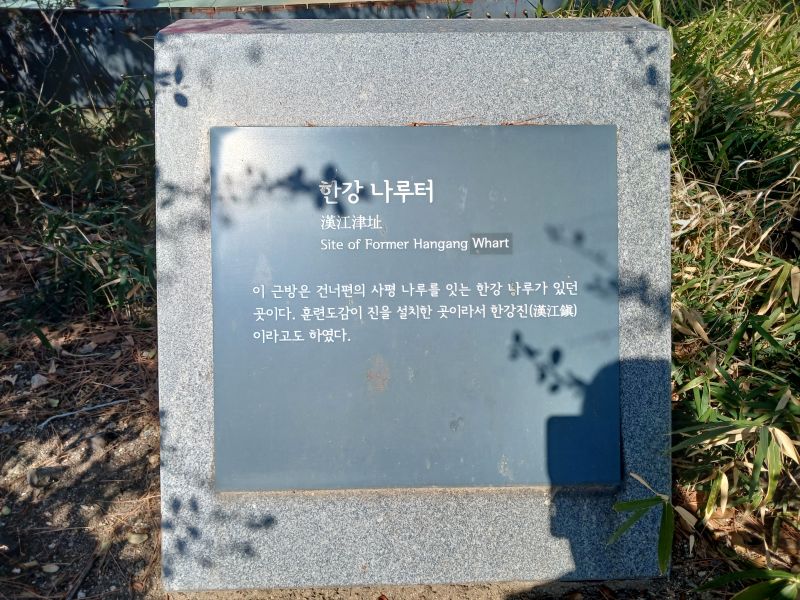 한강 나루터
漢江津址
Site of Former Hangang Whart
이 근방은 건너편의 사평 나루를 잇는 한강 나루가 있던
곳이다. 훈련도감이 진을 설치한 곳이라서 한강진(漢江鎭)
이라고도 하였다.